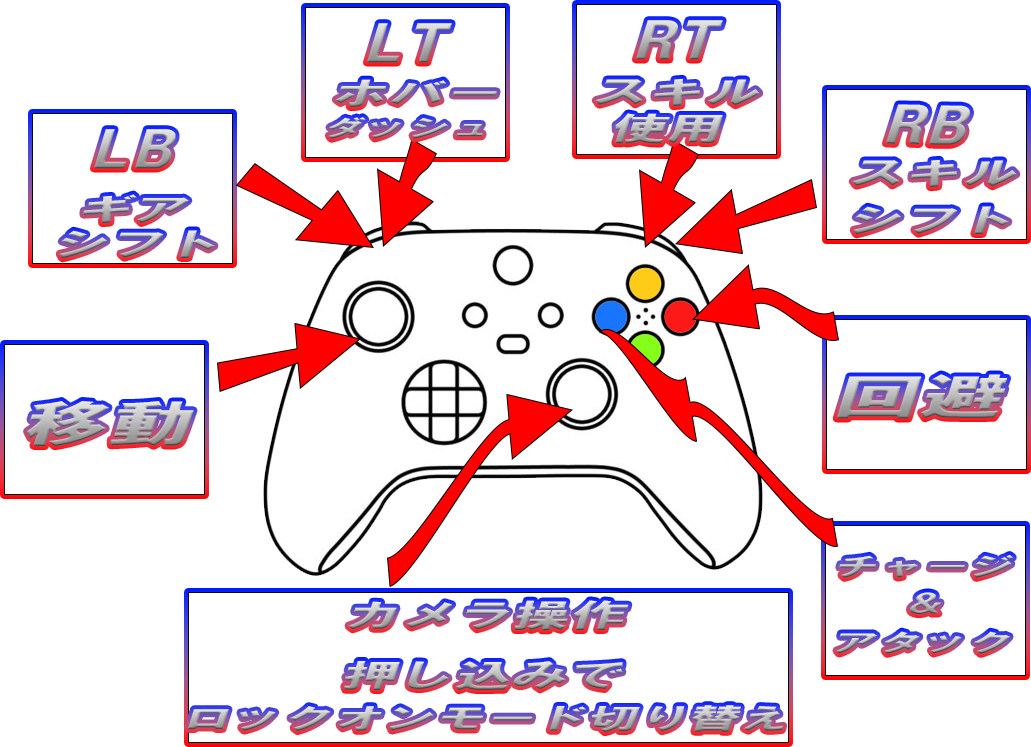 LT
ホバー
ダッシュ
RT
スキル
使用
LB
ギア
シフト
RB
スキル
シフト
移動
回避
チャージ
&
アタック
カメラ操作
押し込みで
ロックオンモード切り替え